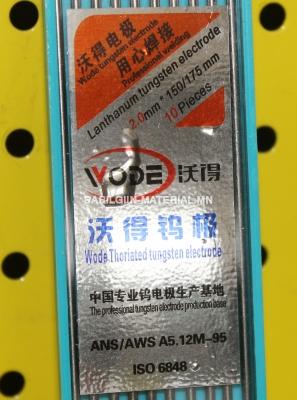 沃得电极
Wode tungsten electrode
用心焊接
Professional welding
Lanthanum tungsten electrode
2.0mm * 150/175 mm
10 Pieces
WODE 沃得
BASILGUN-MATERIAL.MN
沃得钨极
Wode Thoriated tungsten electrode
中国专业钨电极生产基地
The professional tungsten electrode production base
ANS/AWS A5.12M-95
ISO 6848